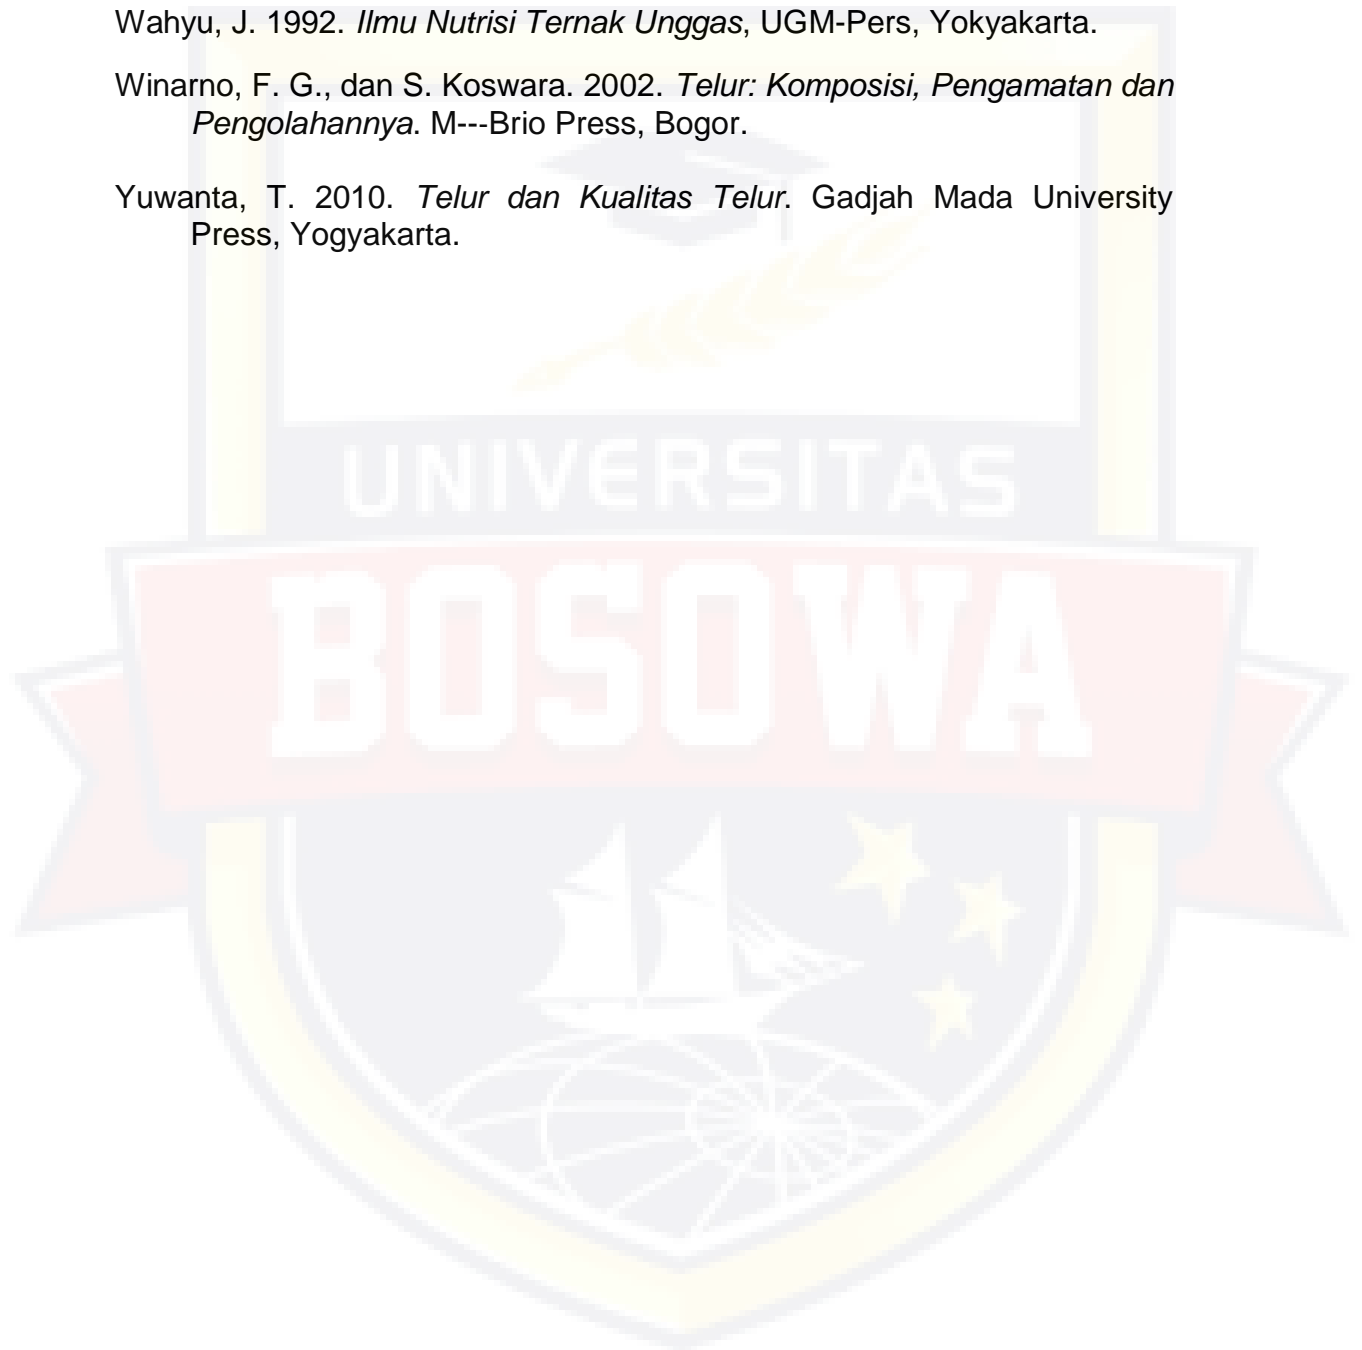 Wahyu, J. 1992. Ilmu Nutrisi Ternak Unggas, UGM-Pers, Yokyakarta.
Winarno, F. G., dan S. Koswara. 2002. Telur: Komposisi, Pengamatan dan
Pengolahannya. M---Brio Press, Bogor.
Yuwanta, T. 2010. Telur dan Kualitas Telur. Gadjah Mada University
Press, Yogyakarta.
UNIVERSITAS
BOSOWA